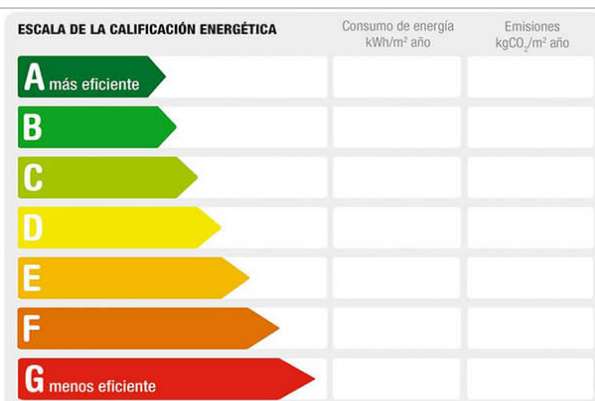 ESCALA DE LA CALIFICACIÓN ENERGÉTICA
Consumo de energía
kWh/m² año
Emisiones
kgCO₂/m² año
A más eficiente
B
C
D
E
F
G menos eficiente